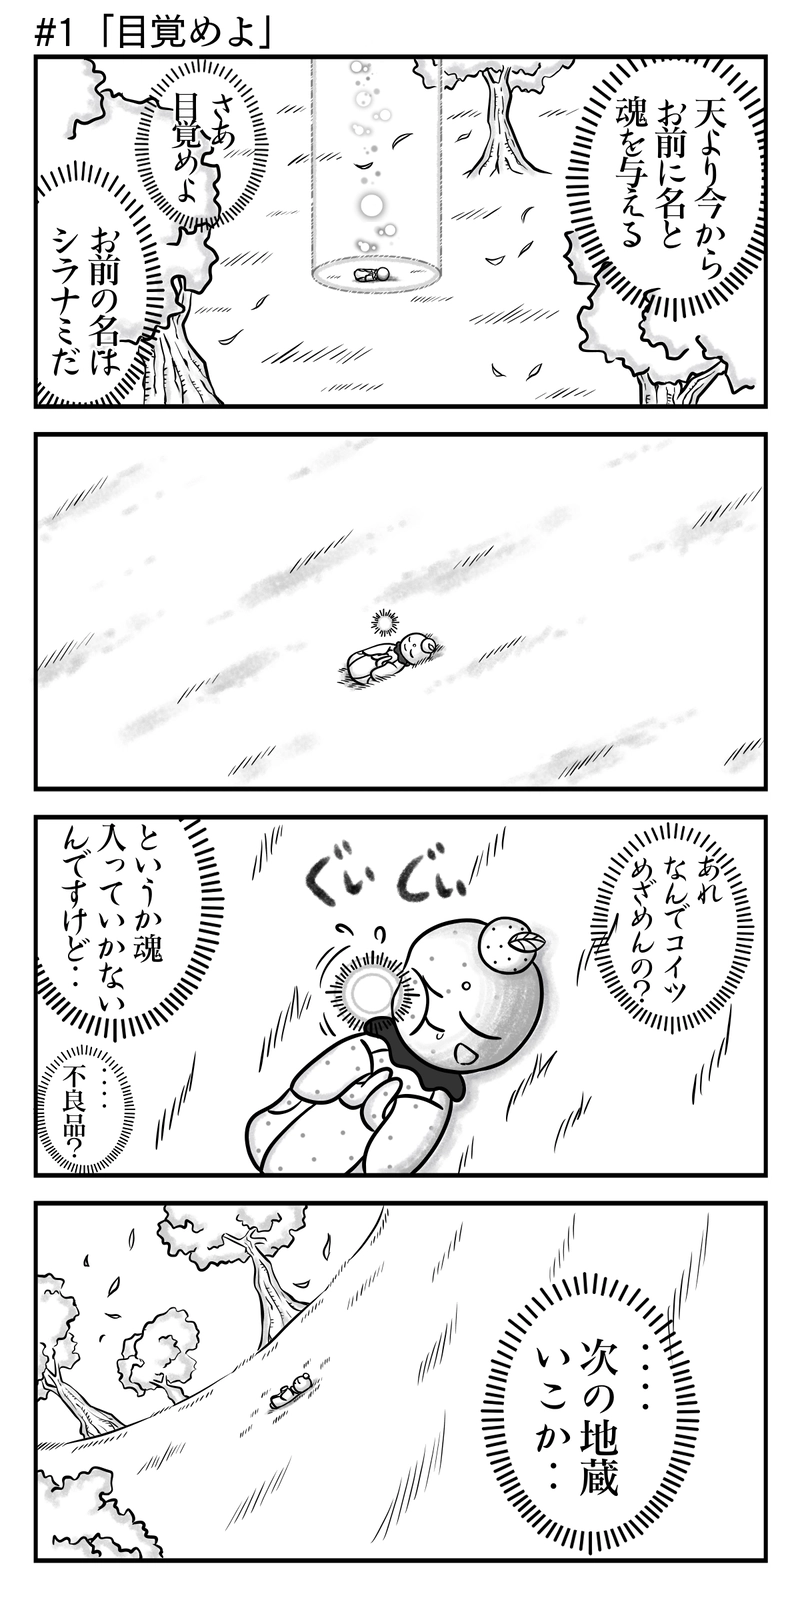 #1「目覚めよ」
天より今から
お前に名と
魂を与える
さあ
目覚めよ
お前の名は
シラナミだ
あれ
なんでコイツ
めざめんの？
ぐぃ ぐぃ
というか魂
入っていかない
んですけど‥
‥‥
不良品？
‥‥
次の地蔵
いこか‥